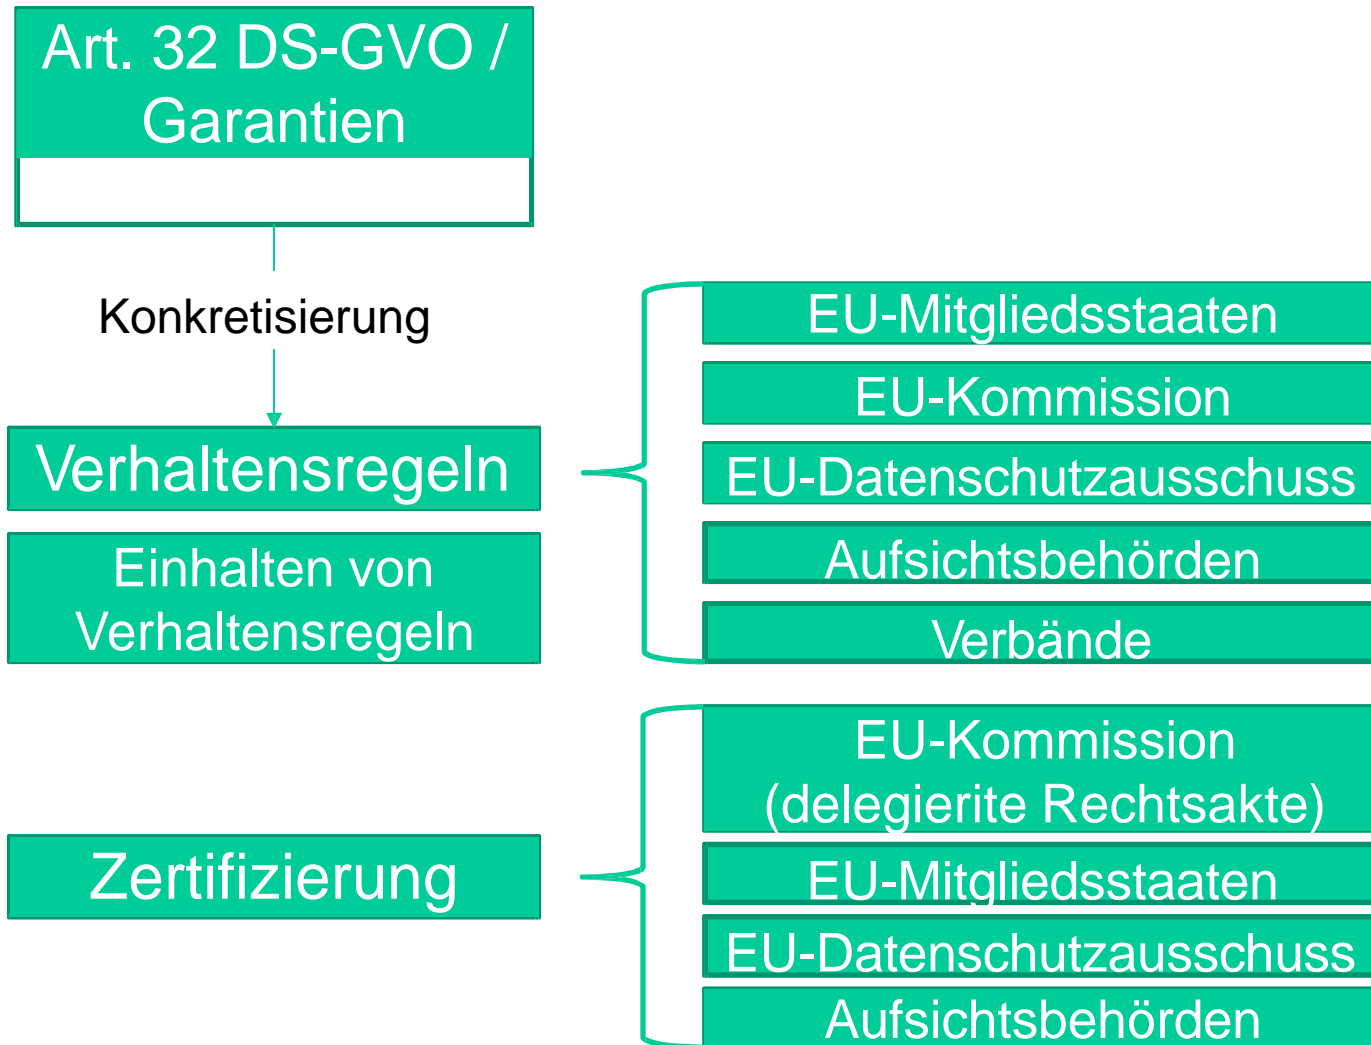 Art. 32 DS-GVO /
Garantien
Konkretisierung
Verhaltensregeln
Einhalten von
Verhaltensregeln
EU-Mitgliedsstaaten
EU-Kommission
EU-Datenschutzausschuss
Aufsichtsbehörden
Verbände
Zertifizierung
EU-Kommission
(delegierite Rechtsakte)
EU-Mitgliedsstaaten
EU-Datenschutzausschuss
Aufsichtsbehörden